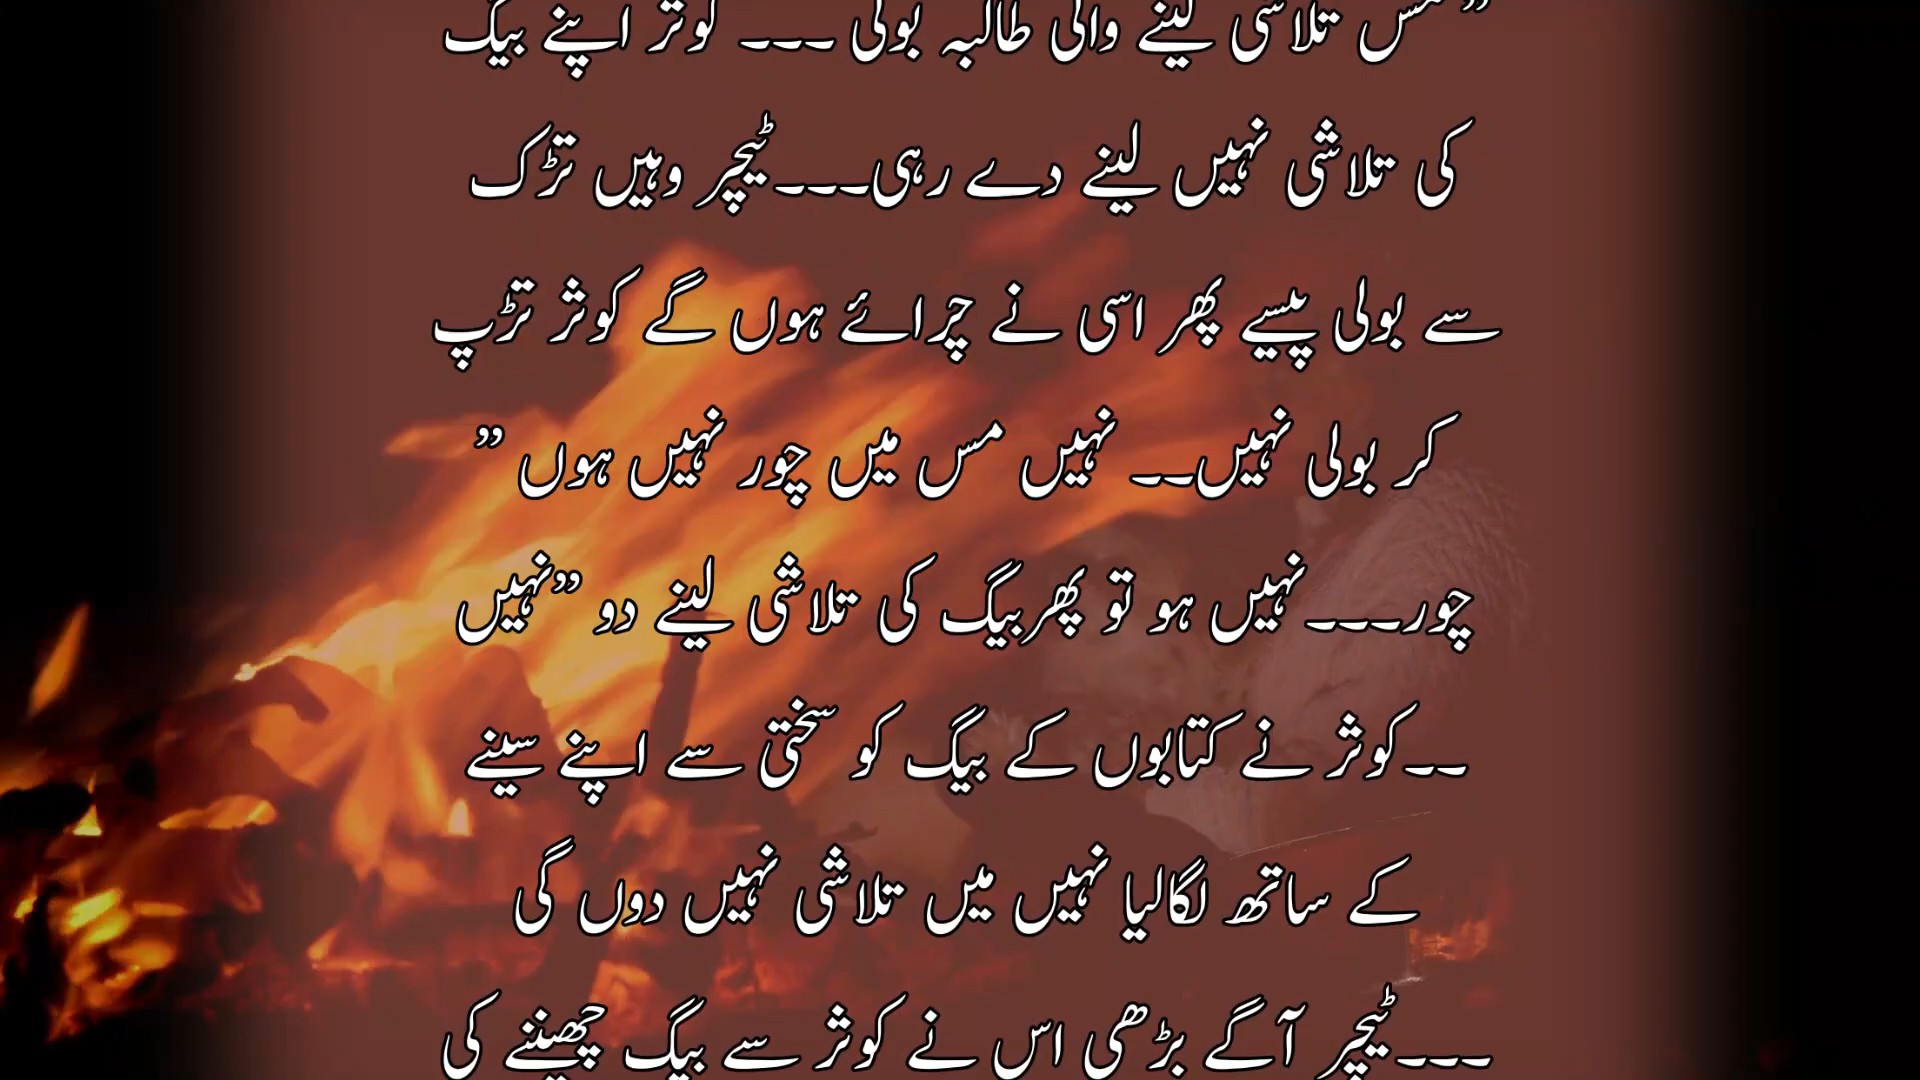 ”مس تلاشی لینے والی طالبہ بولی ۔۔۔ کوثر اپنے بیگ
کی تلاشی نہیں لینے دے رہی۔۔۔ٹیچر وہیں تڑک
سے بولی پیسے پھر اسی نے چرائے ہوں گے کوثر تڑپ
کر بولی نہیں۔۔ نہیں مس میں چور نہیں ہوں ”
چور۔۔۔نہیں ہو تو پھربیگ کی تلاشی لینے دو ”نہیں
۔۔کوثر نے کتابوں کے بیگ کو سختی سے اپنے سینے
کے ساتھ لگالیا نہیں میں تلاشی نہیں دوں گی
۔۔۔ٹیچر آگے بڑھی اس نے کوثر سے بیگ چھیننے کی